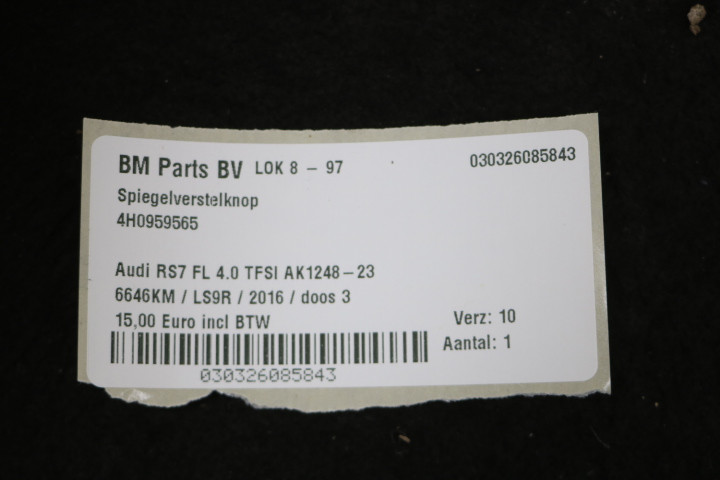 BM Parts BV LOK 8 - 97 030326085843
Spiegelverstelknop
4H0959565
Audi RS7 FL 4.0 TFSI AK1248-23
6646KM / LS9R / 2016 / doos 3
15,00 Euro incl BTW Verz: 10
Aantal: 1
030326085843